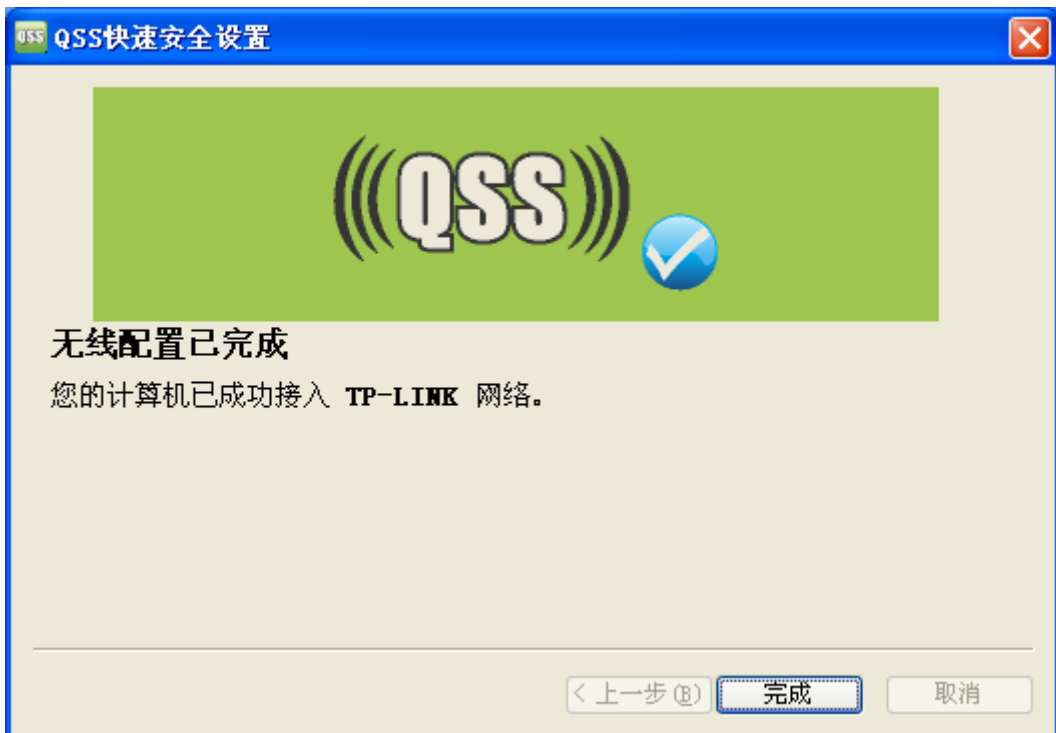 QSS QSS快速安全设置
(((QSS)))
无线配置已完成
您的计算机已成功接入 TP-LINK 网络。
< 上一步(B) 完成 取消